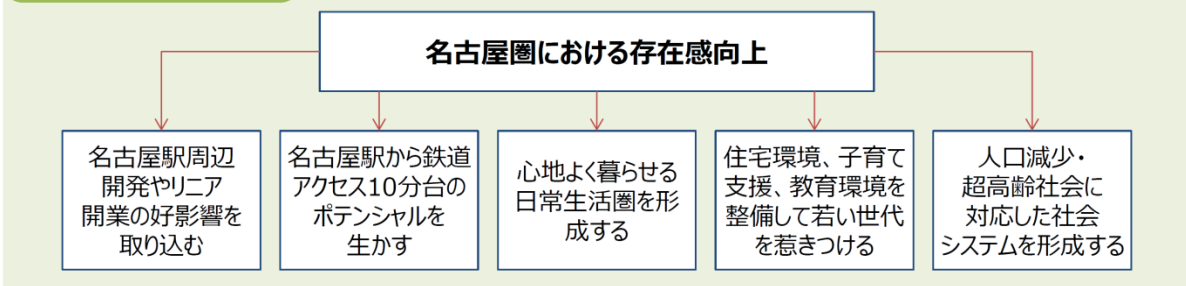 名古屋圏における存在感向上
名古屋駅周辺
開発やリニア
開業の好影響を
取り込む
名古屋駅から鉄道
アクセス10分台の
ポテンシャルを
生かす
心地よく暮らせる
日常生活圏を形
成する
住宅環境、子育て
支援、教育環境を
整備して若い世代
を惹きつける
人口減少・
超高齢社会に
対応した社会
システムを形成する